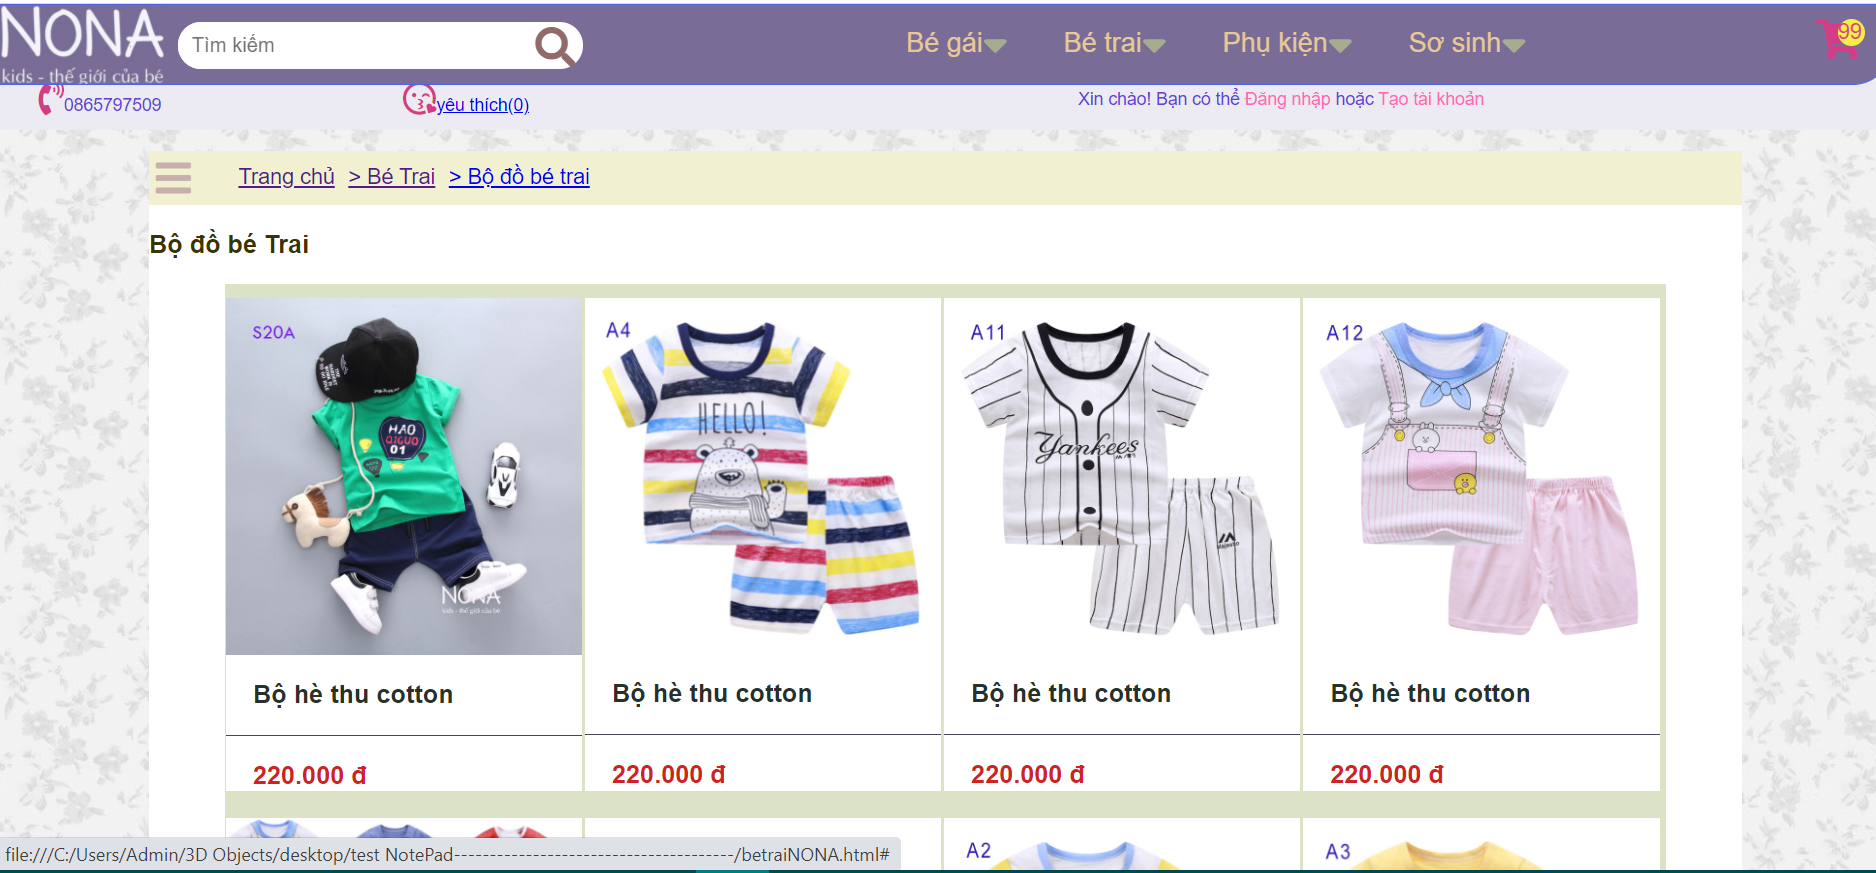 NONA
kids - thế giới của bé
Tìm kiếm
Bé gái
Bé trai
Phụ kiện
Sơ sinh
99
0865797509
yêu thích(0)
Xin chào! Bạn có thể Đăng nhập hoặc Tạo tài khoản
Trang chủ > Bé Trai > Bộ đồ bé trai
Bộ đồ bé Trai
S20A
HAO
QIGUO
01
NONA
kids - thế giới của bé
A4
HELLO!
A11
Yankees
A12
Bộ hè thu cotton
Bộ hè thu cotton
Bộ hè thu cotton
Bộ hè thu cotton
220.000 đ
220.000 đ
220.000 đ
220.000 đ
A2
A3
file:///C:/Users/Admin/3D Objects/desktop/test NotePad---------------------------------------/betraiNONA.html#